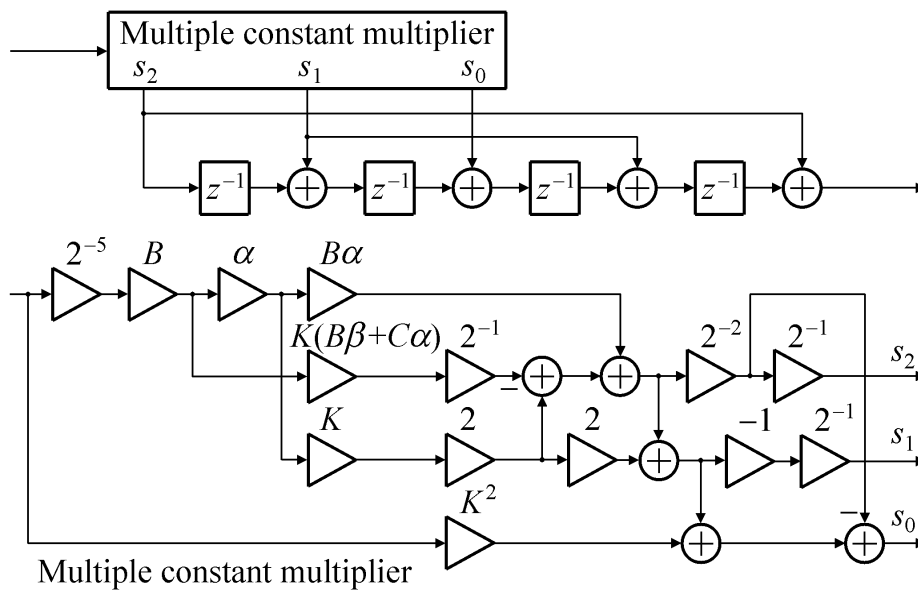 Multiple constant multiplier
s₂ s₁ s₀
z⁻¹ + z⁻¹ + z⁻¹ + z⁻¹ +
2⁻⁵ B α Bα
K(Bβ+Cα) 2⁻¹ − + + 2⁻² 2⁻¹ s₂
K 2 2 + −1 2⁻¹ s₁
K² + − + s₀
Multiple constant multiplier